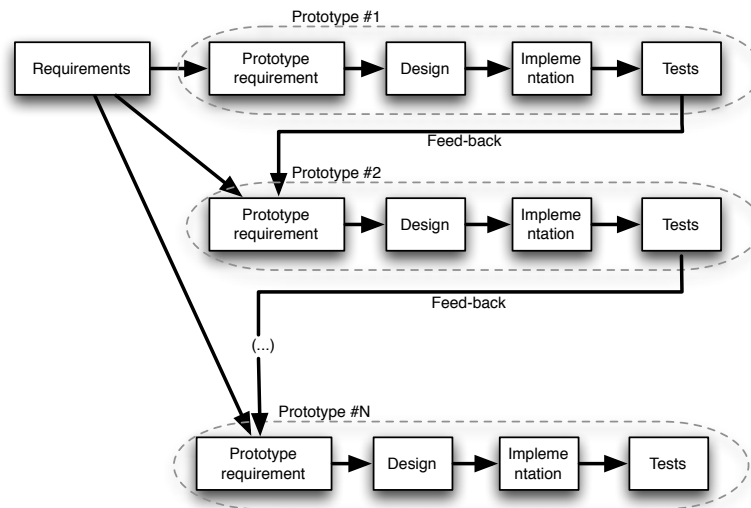 Prototype #1
Requirements
Prototype
requirement
Design
Impleme
ntation
Tests
Feed-back
Prototype #2
Prototype
requirement
Design
Impleme
ntation
Tests
Feed-back
(...)
Prototype #N
Prototype
requirement
Design
Impleme
ntation
Tests